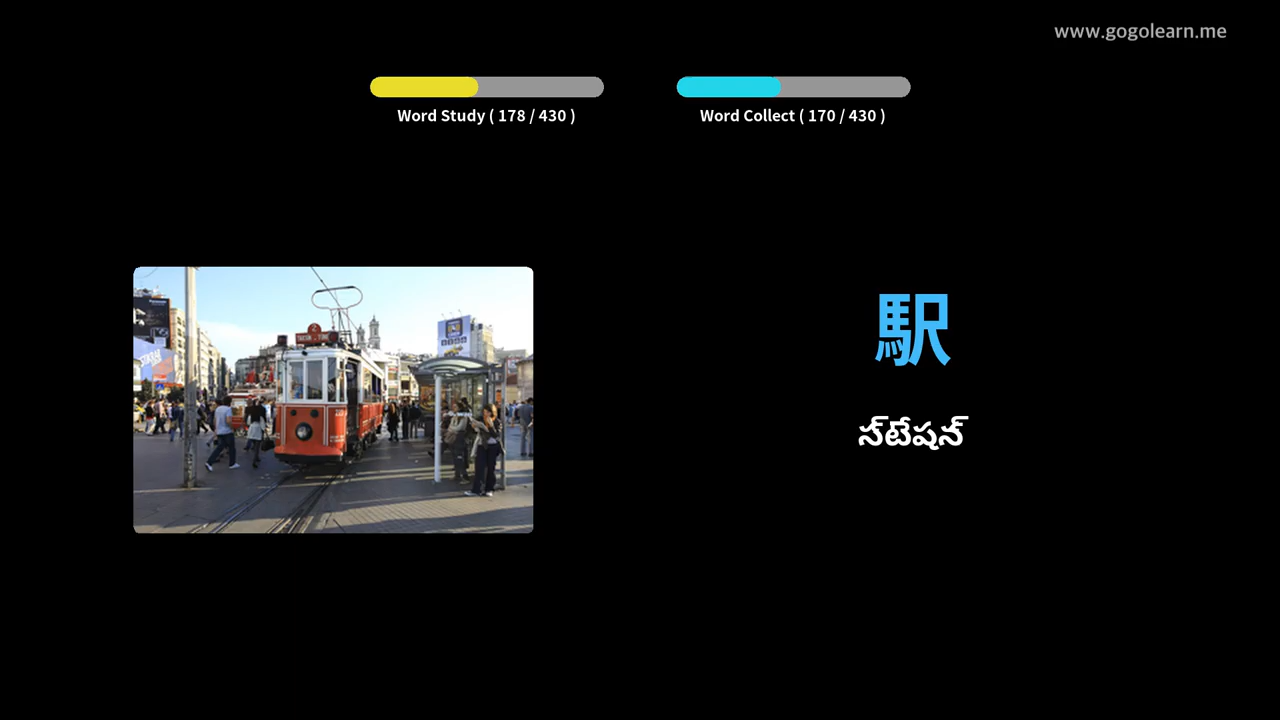 www.gogolearn.me
Word Study ( 178 / 430 )
Word Collect ( 170 / 430 )
駅
స్‌టేషన్